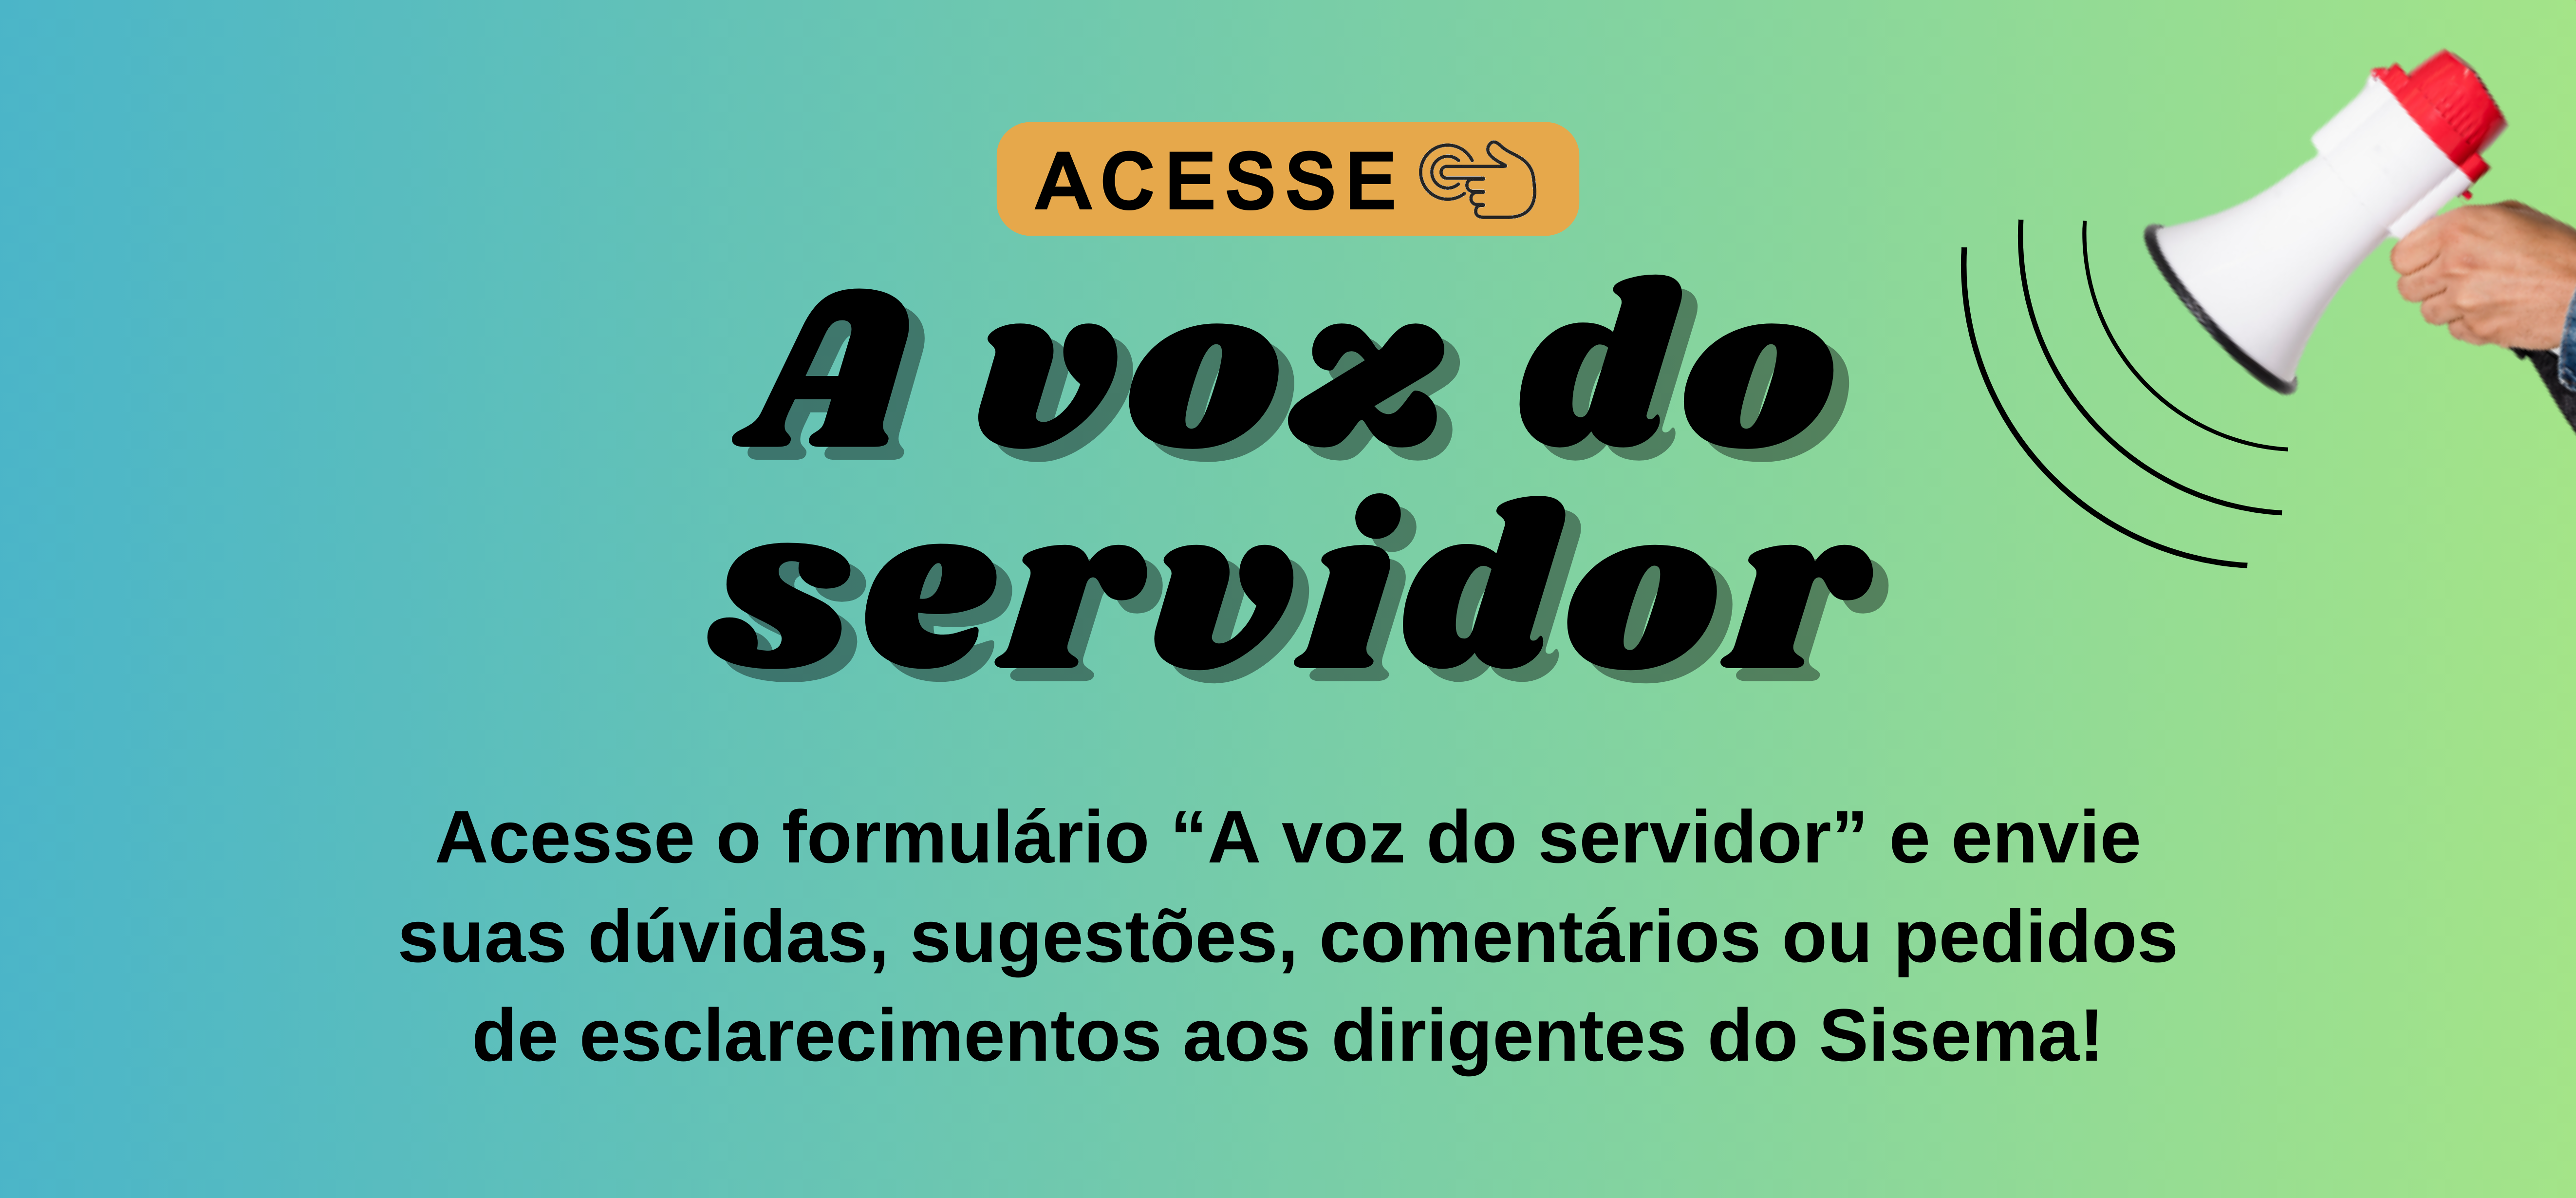 ACESSE
A voz do
servidor
Acesse o formulário “A voz do servidor” e envie
suas dúvidas, sugestões, comentários ou pedidos
de esclarecimentos aos dirigentes do Sisema!